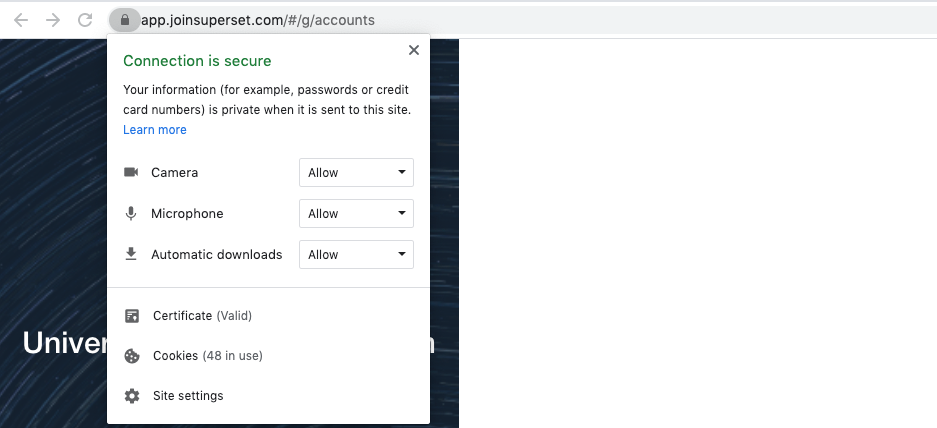 app.joinsuperset.com/#/g/accounts
Connection is secure
Your information (for example, passwords or credit
card numbers) is private when it is sent to this site.
Learn more
Camera Allow
Microphone Allow
Automatic downloads Allow
Certificate (Valid)
Cookies (48 in use)
Site settings